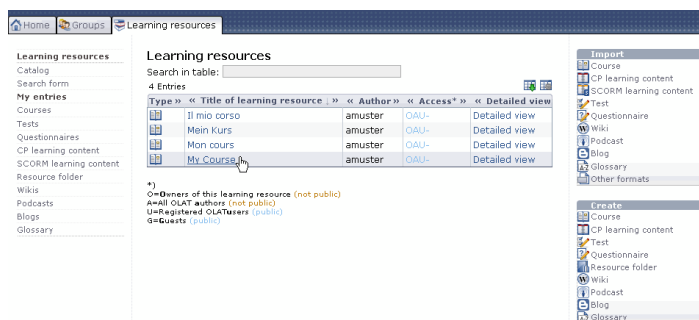 Home Groups Learning resources
Learning resources
Catalog
Search form
My entries
Courses
Tests
Questionnaires
CP learning content
SCORM learning content
Resource folder
Wikis
Podcasts
Blogs
Glossary
Learning resources
Search in table:
4 Entries
Type » « Title of learning resource ↓ » « Author » « Access* » « Detailed view
Il mio corso amuster OAU- Detailed view
Mein Kurs amuster OAU- Detailed view
Mon cours amuster OAU- Detailed view
My Course amuster OAU- Detailed view
*)
O=Owners of this learning resource (not public)
A=All OLAT authors (not public)
U=Registered OLATusers (public)
G=Guests (public)
Import
Course
CP learning content
SCORM learning content
Test
Questionnaire
Wiki
Podcast
Blog
Glossary
Other formats
Create
Course
CP learning content
Test
Questionnaire
Resource folder
Wiki
Podcast
Blog
Glossary